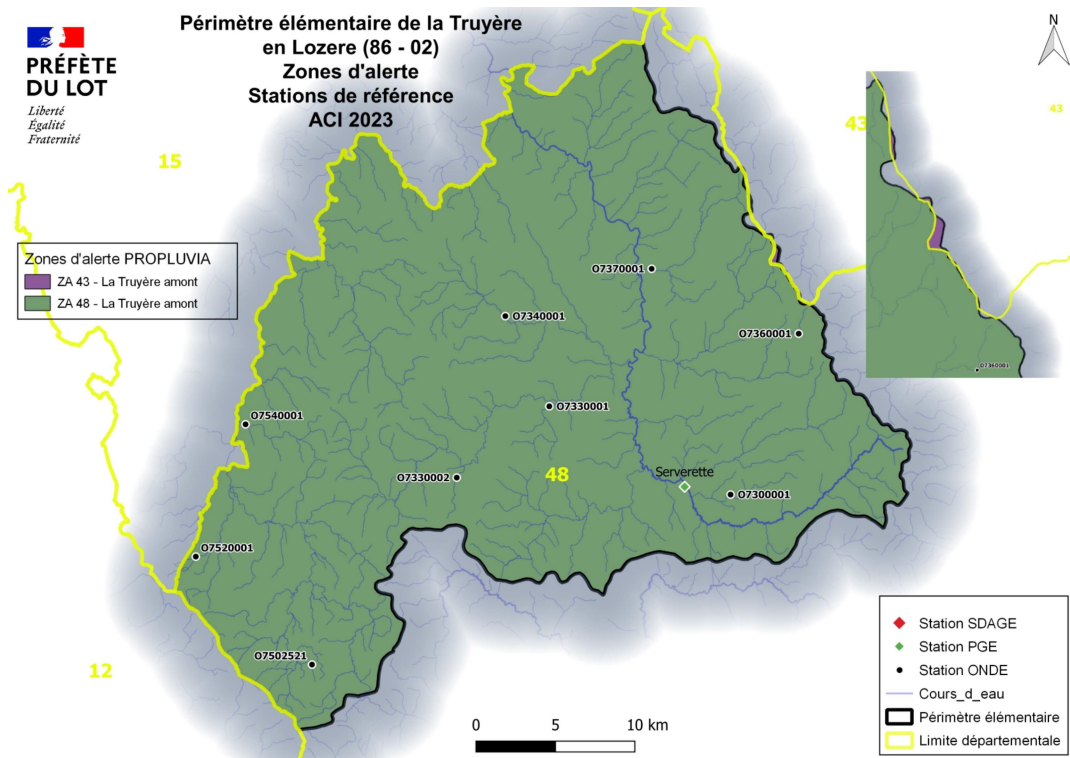 PRÉFÈTE
DU LOT
Liberté
Égalité
Fraternité
Périmètre élémentaire de la Truyère
en Lozere (86 - 02)
Zones d'alerte
Stations de référence
ACI 2023
N
15
43
43
48
12
Zones d'alerte PROPLUVIA
ZA 43 - La Truyère amont
ZA 48 - La Truyère amont
O7370001
O7340001
O7360001
O7360001
O7330001
O7540001
O7330002
Serverette
O7300001
O7520001
O7502521
0 5 10 km
Station SDAGE
Station PGE
Station ONDE
Cours_d_eau
Périmètre élémentaire
Limite départementale